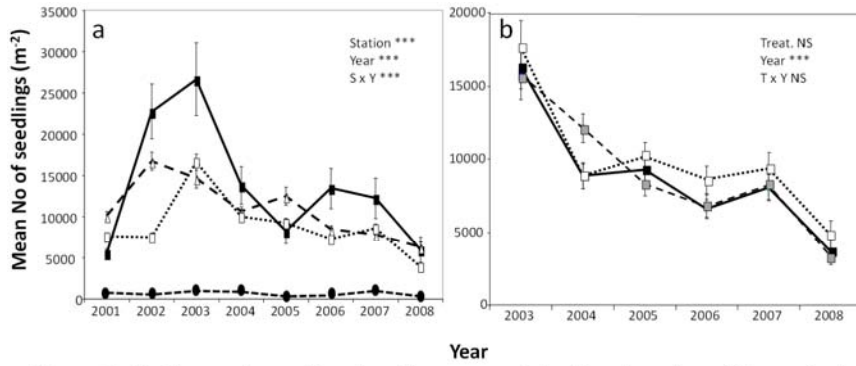 a
Station ***
Year ***
S x Y ***
Mean No of seedlings (m⁻²)
35000
30000
25000
20000
15000
10000
5000
0
2001 2002 2003 2004 2005 2006 2007 2008
b
Treat. NS
Year ***
T x Y NS
20000
15000
10000
5000
0
2003 2004 2005 2006 2007 2008
Year